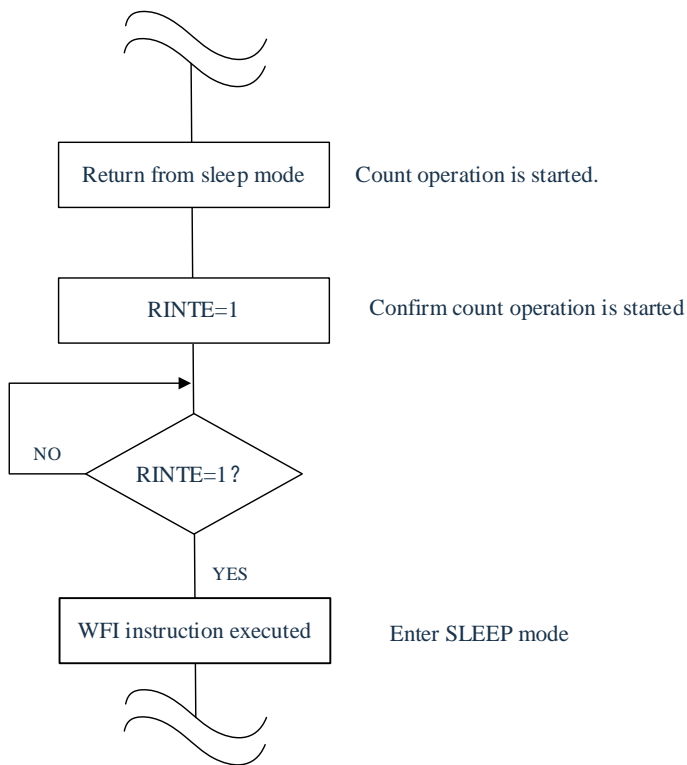 Return from sleep mode
Count operation is started.
RINTE=1
Confirm count operation is started
NO
RINTE=1？
YES
WFI instruction executed
Enter SLEEP mode